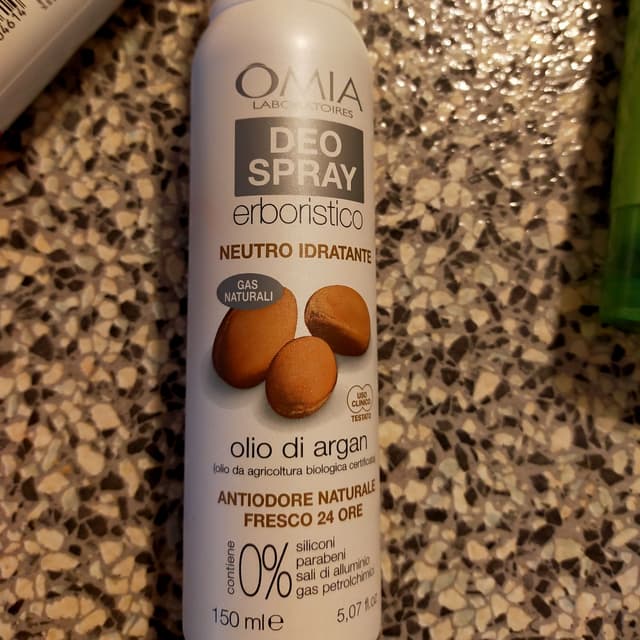 OMIA
LABORATOIRES
DEO
SPRAY
erboristico
NEUTRO IDRATANTE
GAS
NATURALI
USO
CLINICO
TESTATO
olio di argan
(olio da agricoltura biologica certificata)
ANTIODORE NATURALE
FRESCO 24 ORE
contiene
0%
siliconi
parabeni
sali di alluminio
gas petrolchimio
150 ml e
5,07 fl.oz
04614